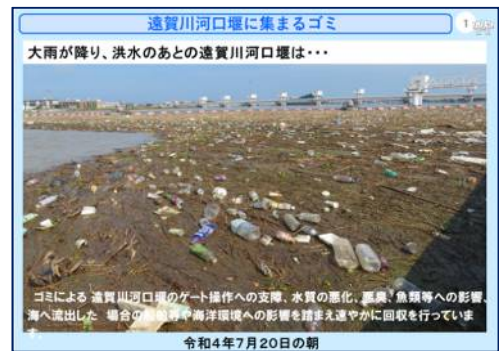 遠賀川河口堰に集まるゴミ
1
大雨が降り、洪水のあとの遠賀川河口堰は・・・
ゴミによる 遠賀川河口堰のゲート操作への支障、水質の悪化、悪臭、魚類等への影響、
海へ流出した 場合の船舶等や海洋環境への影響を踏まえ速やかに回収を行っていま
す。
令和4年7月20日の朝